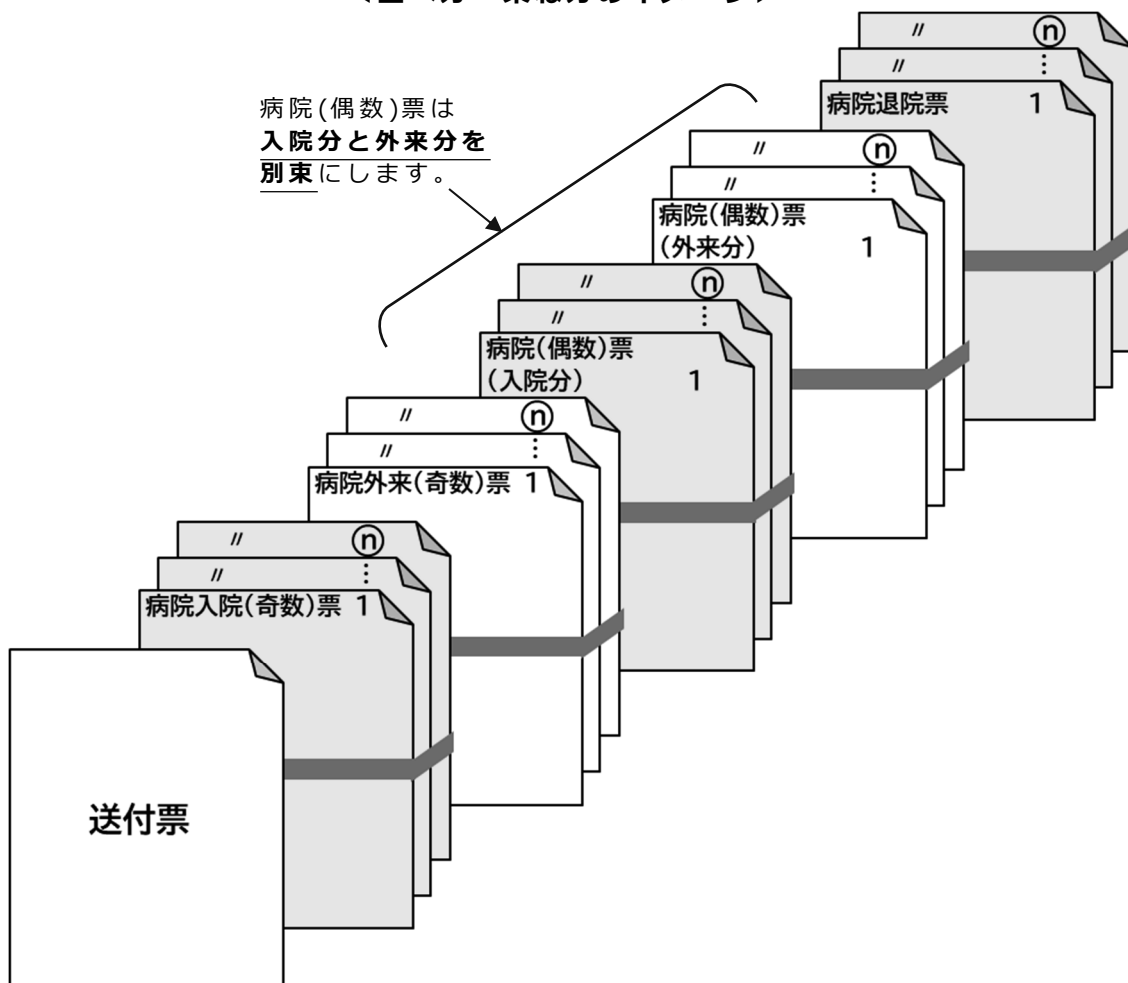 病院(偶数)票は
入院分と外来分を
別束にします。
〃 ⓝ
〃 ⋮
病院退院票 1
〃 ⓝ
〃 ⋮
病院(偶数)票
(外来分) 1
〃 ⓝ
〃 ⋮
病院(偶数)票
(入院分) 1
〃 ⓝ
〃 ⋮
病院外来(奇数)票 1
〃 ⓝ
〃 ⋮
病院入院(奇数)票 1
送付票